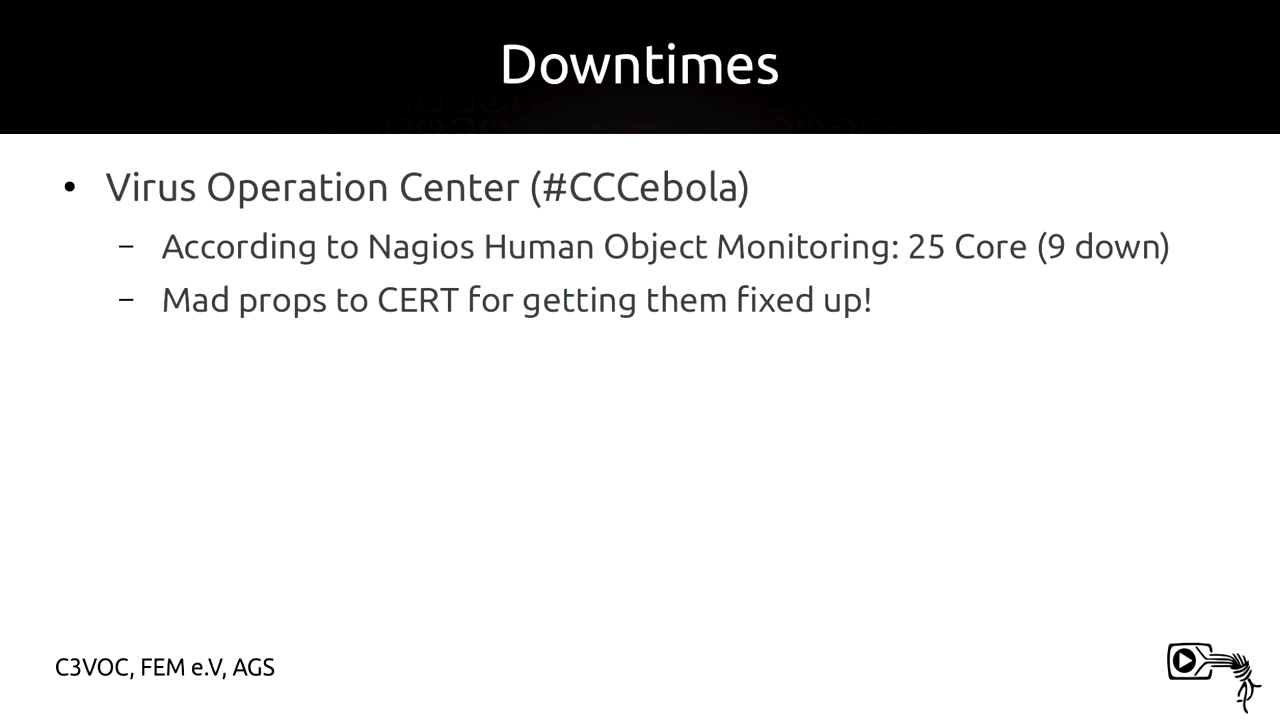 Downtimes
• Virus Operation Center (#CCCebola)
– According to Nagios Human Object Monitoring: 25 Core (9 down)
– Mad props to CERT for getting them fixed up!
C3VOC, FEM e.V, AGS